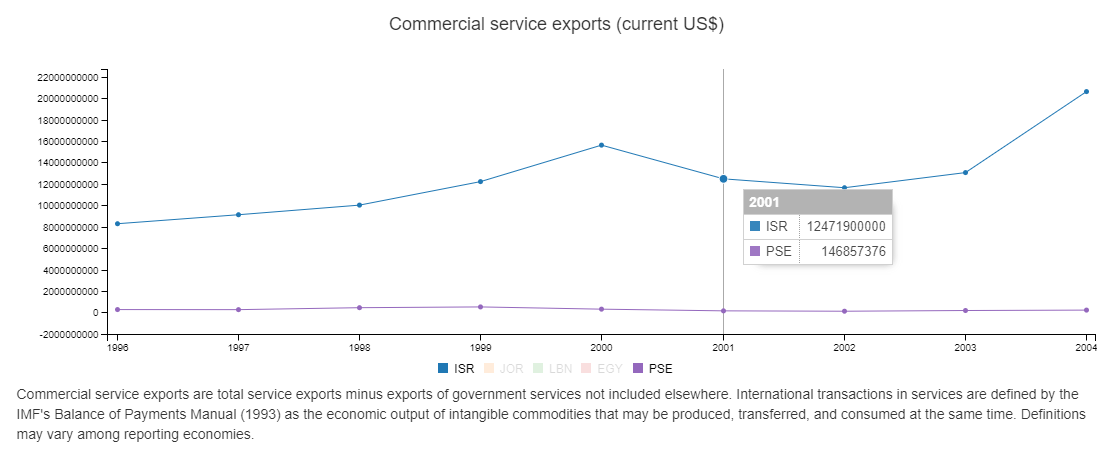 Commercial service exports (current US$)
22000000000
20000000000
18000000000
16000000000
14000000000
12000000000
10000000000
8000000000
6000000000
4000000000
2000000000
0
-2000000000
2001
ISR 12471900000
PSE 146857376
1996 1997 1998 1999 2000 2001 2002 2003 2004
ISR JOR LBN EGY PSE
Commercial service exports are total service exports minus exports of government services not included elsewhere. International transactions in services are defined by the
IMF's Balance of Payments Manual (1993) as the economic output of intangible commodities that may be produced, transferred, and consumed at the same time. Definitions
may vary among reporting economies.